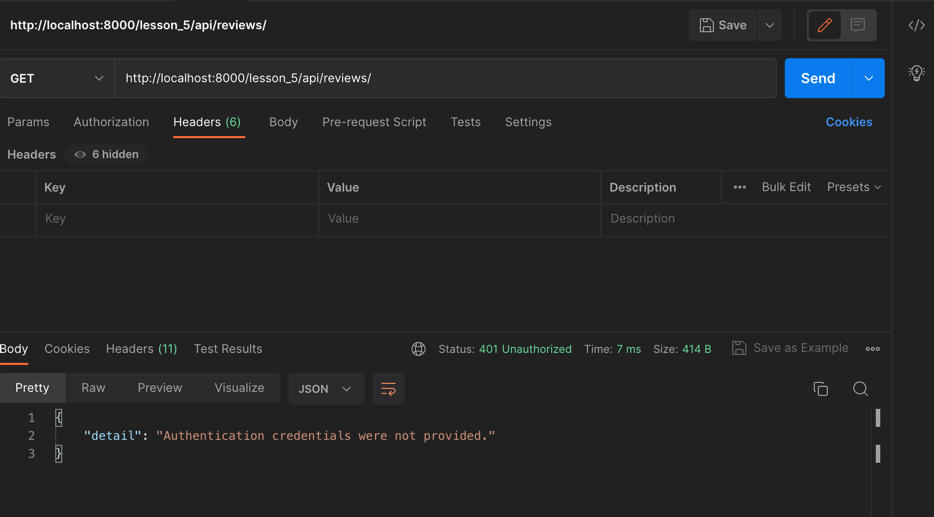 http://localhost:8000/lesson_5/api/reviews/ Save
GET http://localhost:8000/lesson_5/api/reviews/ Send
Params Authorization Headers (6) Body Pre-request Script Tests Settings Cookies
Headers 6 hidden
Key Value Description ••• Bulk Edit Presets
Key Value Description
Body Cookies Headers (11) Test Results Status: 401 Unauthorized Time: 7 ms Size: 414 B Save as Example
Pretty Raw Preview Visualize JSON
1 {
2 "detail": "Authentication credentials were not provided."
3 }